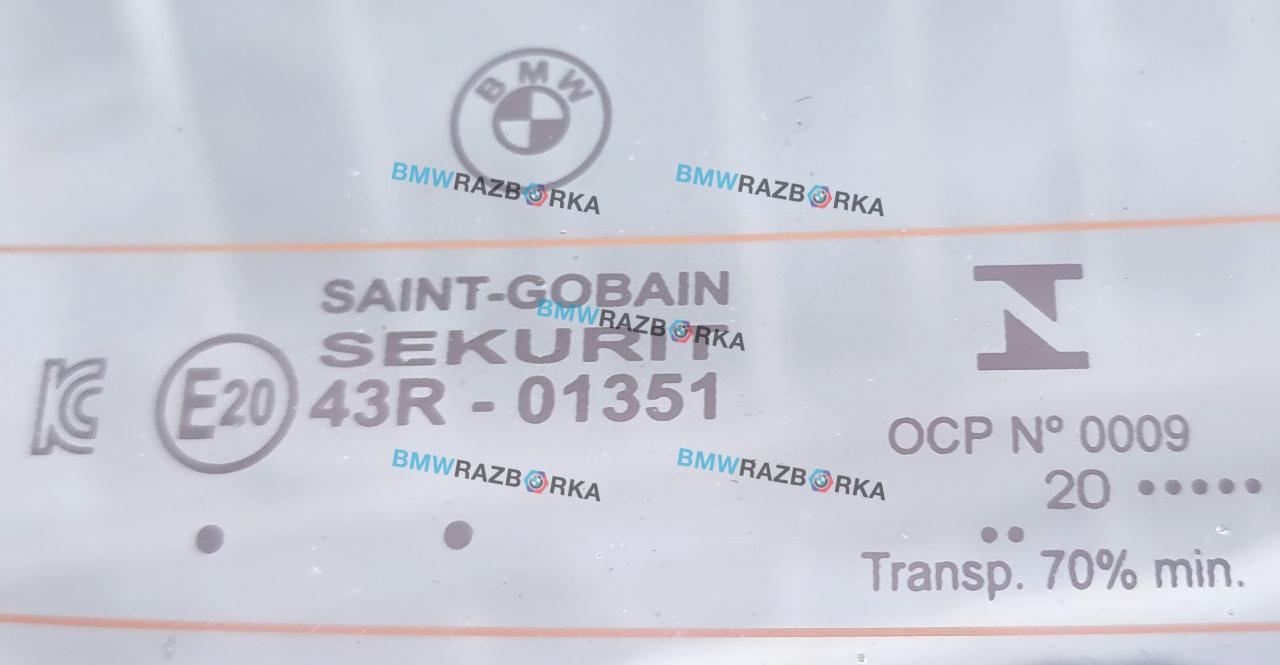 BMW
BMWRAZBORKA
BMWRAZBORKA
SAINT-GOBAIN
BMWRAZBORKA
SEKURIT
KC
E20
43R - 01351
OCP Nº 0009
BMWRAZBORKA
BMWRAZBORKA
20 •••••
••
Transp. 70% min.